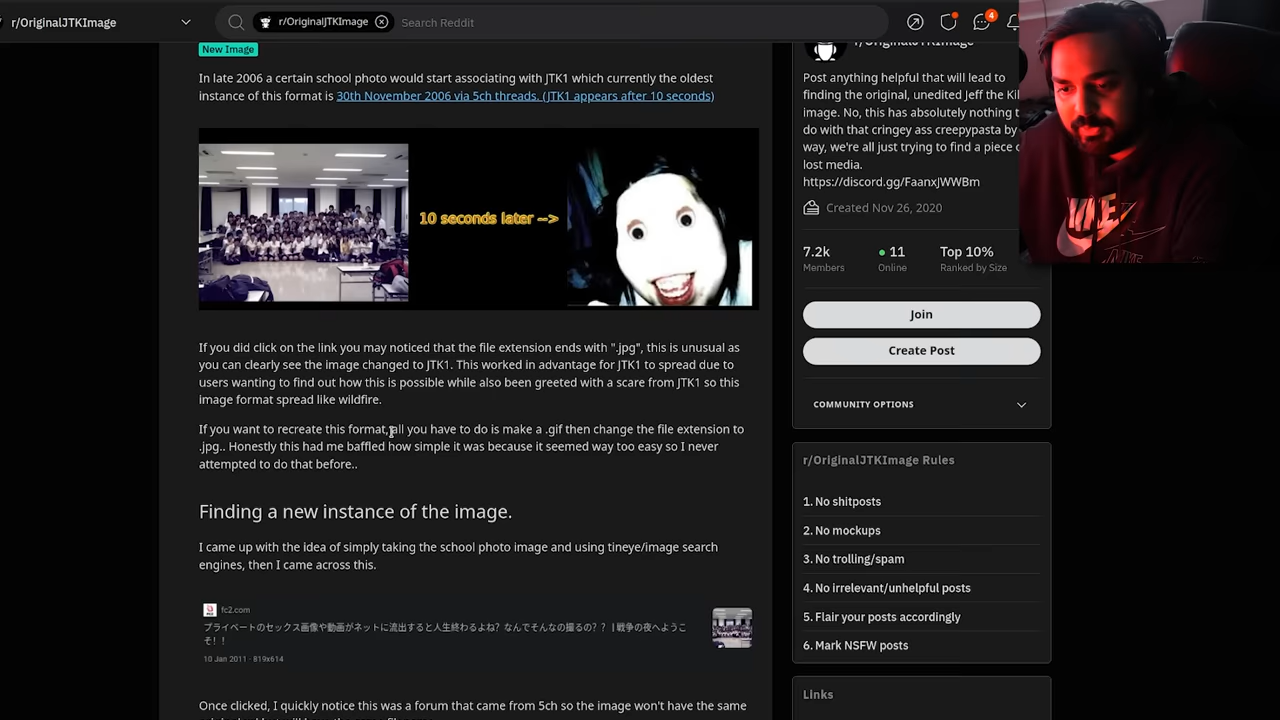 r/OriginalJTKImage
r/OriginalJTKImage
Search Reddit
4
New Image
In late 2006 a certain school photo would start associating with JTK1 which currently the oldest
instance of this format is 30th November 2006 via 5ch threads. (JTK1 appears after 10 seconds)
10 seconds later -->
If you did click on the link you may noticed that the file extension ends with ".jpg", this is unusual as
you can clearly see the image changed to JTK1. This worked in advantage for JTK1 to spread due to
users wanting to find out how this is possible while also been greeted with a scare from JTK1 so this
image format spread like wildfire.
If you want to recreate this format, all you have to do is make a .gif then change the file extension to
.jpg.. Honestly this had me baffled how simple it was because it seemed way too easy so I never
attempted to do that before..
Finding a new instance of the image.
I came up with the idea of simply taking the school photo image and using tineye/image search
engines, then I came across this.
fc2.com
プライベートのセックス画像や動画がネットに流出すると人生終わるよね？なんでそんなの撮るの？？ | 戦争の夜へようこ
そ！！
10 Jan 2011 · 819x614
Once clicked, I quickly notice this was a forum that came from 5ch so the image won't have the same
r/OriginalJTKImage
Post anything helpful that will lead to
finding the original, unedited Jeff the Kil
image. No, this has absolutely nothing t
do with that cringey ass creepypasta by
way, we're all just trying to find a piece o
lost media.
https://discord.gg/FaanxJWWBm
Created Nov 26, 2020
7.2k
Members
11
Online
Top 10%
Ranked by Size
Join
Create Post
COMMUNITY OPTIONS
r/OriginalJTKImage Rules
1. No shitposts
2. No mockups
3. No trolling/spam
4. No irrelevant/unhelpful posts
5. Flair your posts accordingly
6. Mark NSFW posts
Links
NIKE